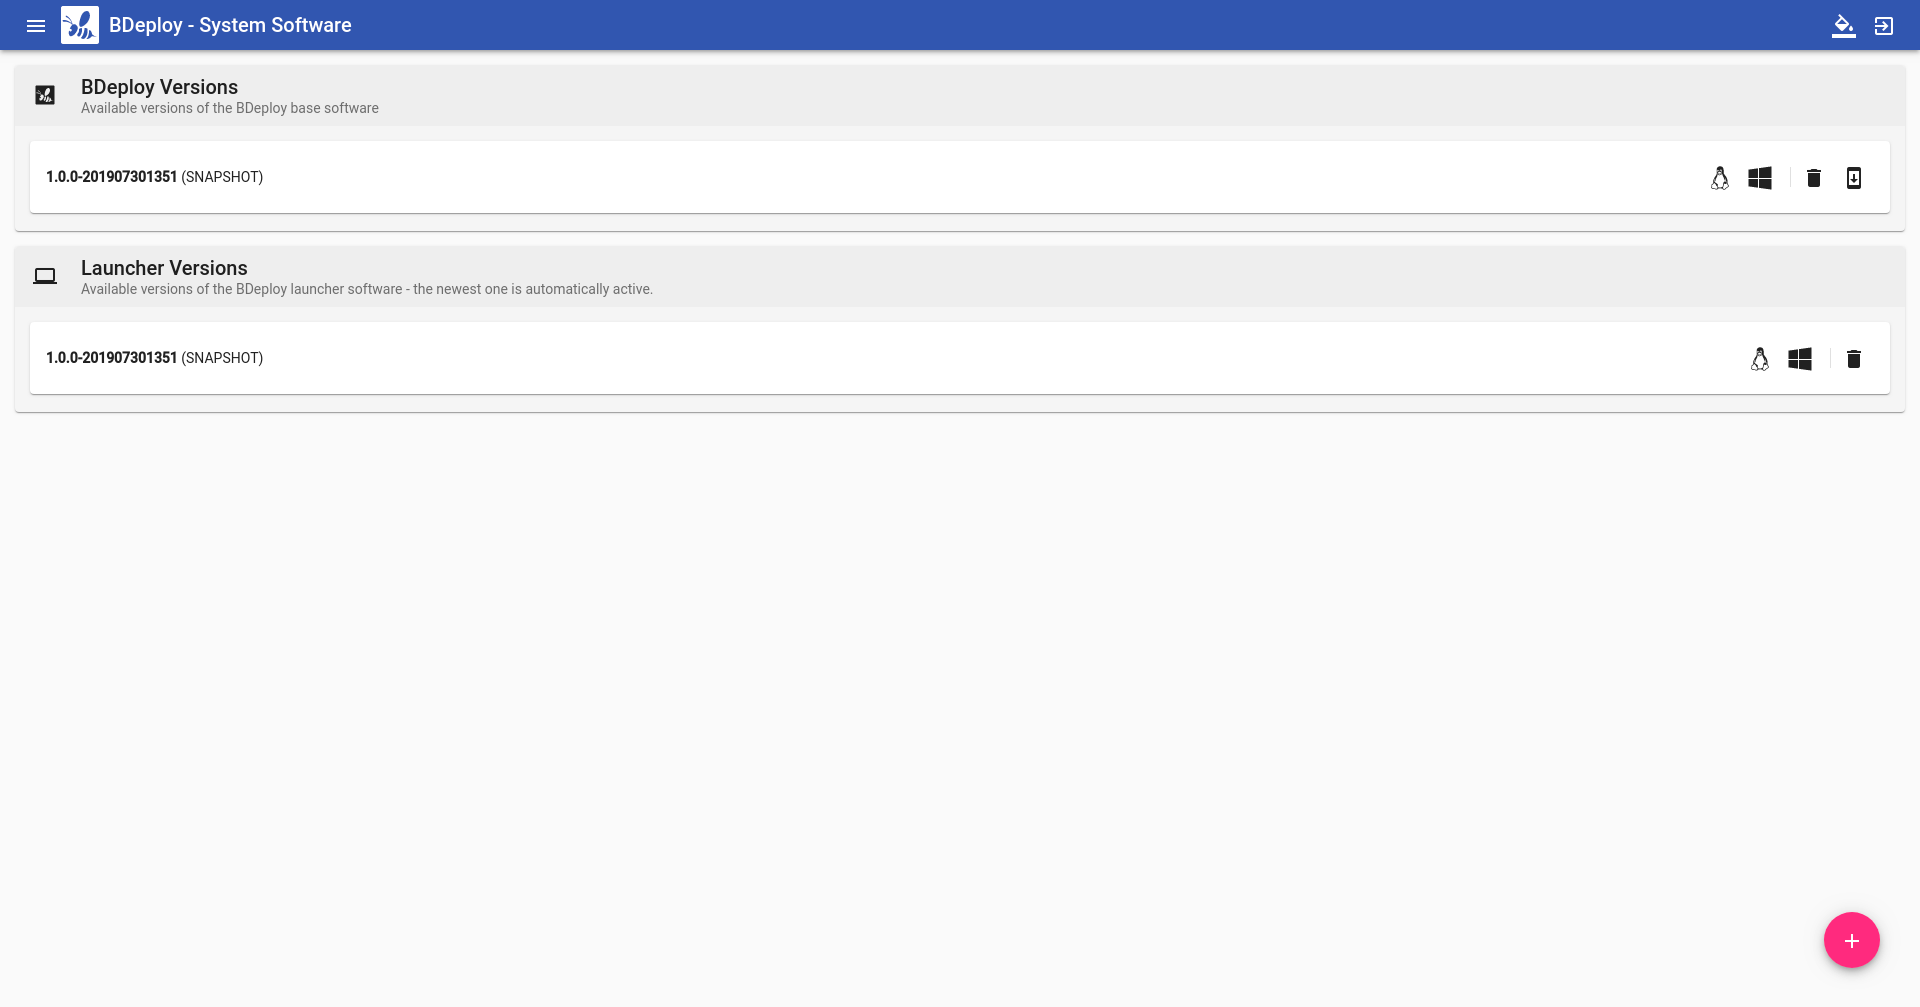 BDeploy - System Software
BDeploy Versions
Available versions of the BDeploy base software
1.0.0-201907301351 (SNAPSHOT)
Launcher Versions
Available versions of the BDeploy launcher software - the newest one is automatically active.
1.0.0-201907301351 (SNAPSHOT)